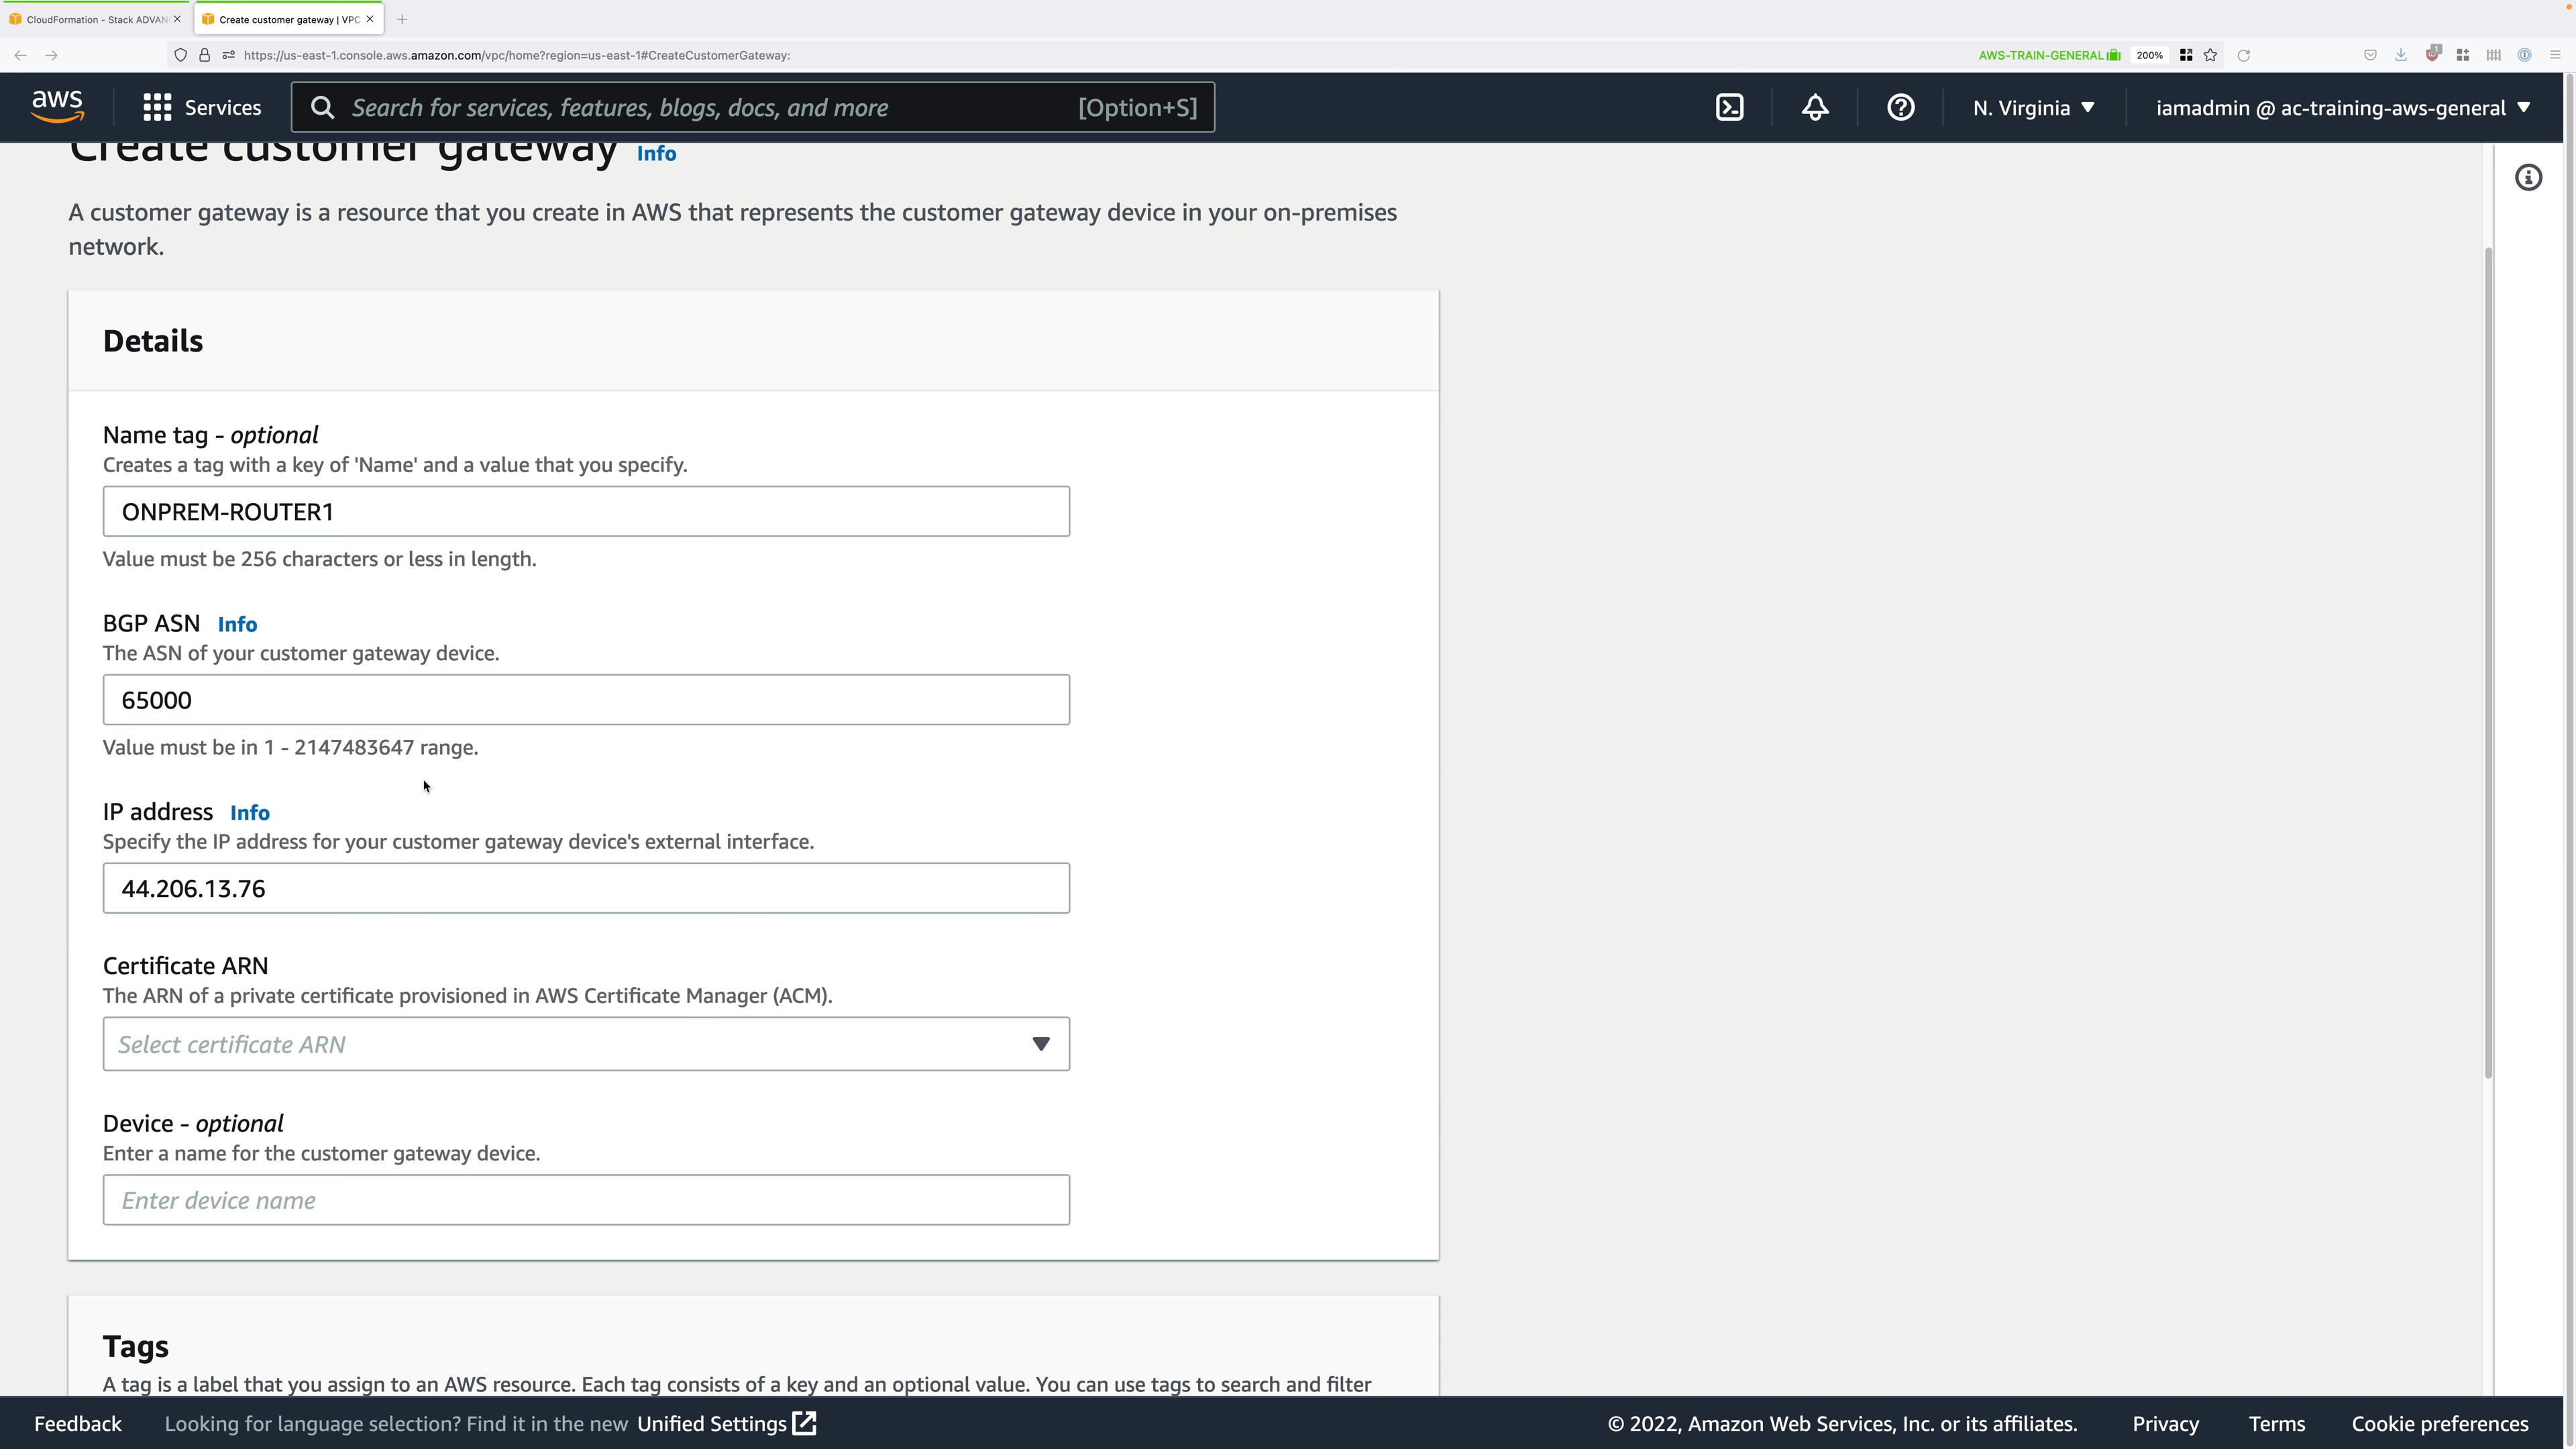 CloudFormation - Stack ADVAN
Create customer gateway | VPC
https://us-east-1.console.aws.amazon.com/vpc/home?region=us-east-1#CreateCustomerGateway:
AWS-TRAIN-GENERAL
200%
1
aws
Services
Search for services, features, blogs, docs, and more
[Option+S]
N. Virginia
iamadmin @ ac-training-aws-general
Create customer gateway Info
A customer gateway is a resource that you create in AWS that represents the customer gateway device in your on-premises
network.
Details
Name tag - optional
Creates a tag with a key of 'Name' and a value that you specify.
ONPREM-ROUTER1
Value must be 256 characters or less in length.
BGP ASN Info
The ASN of your customer gateway device.
65000
Value must be in 1 - 2147483647 range.
IP address Info
Specify the IP address for your customer gateway device's external interface.
44.206.13.76
Certificate ARN
The ARN of a private certificate provisioned in AWS Certificate Manager (ACM).
Select certificate ARN
Device - optional
Enter a name for the customer gateway device.
Enter device name
Tags
A tag is a label that you assign to an AWS resource. Each tag consists of a key and an optional value. You can use tags to search and filter
Feedback
Looking for language selection? Find it in the new Unified Settings
© 2022, Amazon Web Services, Inc. or its affiliates.
Privacy
Terms
Cookie preferences